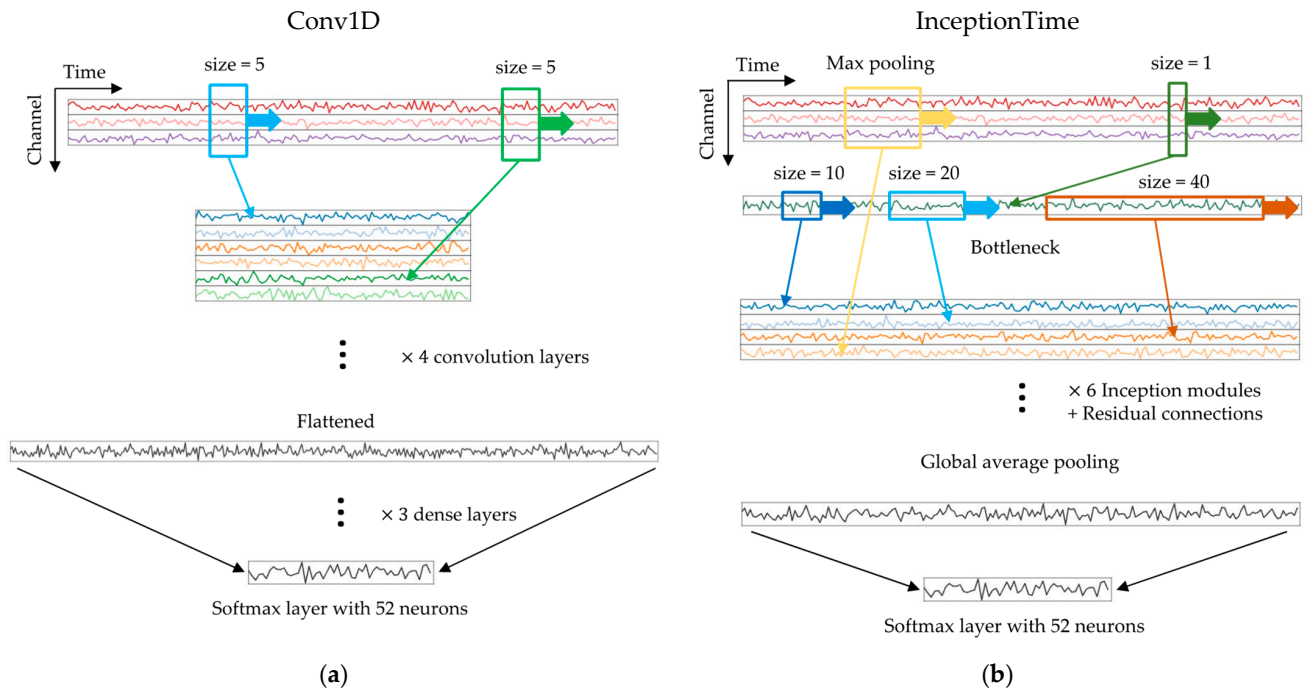 Conv1D
Time
Channel
size = 5
size = 5
× 4 convolution layers
Flattened
× 3 dense layers
Softmax layer with 52 neurons
(a)
InceptionTime
Time
Channel
Max pooling
size = 1
size = 10
size = 20
size = 40
Bottleneck
× 6 Inception modules
+ Residual connections
Global average pooling
Softmax layer with 52 neurons
(b)